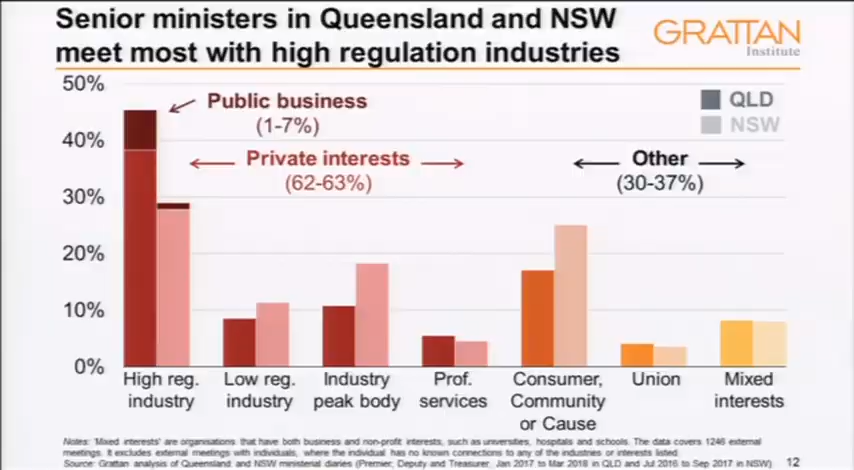 Senior ministers in Queensland and NSW
meet most with high regulation industries
GRATTAN
Institute
50%
40%
30%
20%
10%
0%
Public business
(1-7%)
Private interests
(62-63%)
Other
(30-37%)
QLD
NSW
High reg.
industry
Low reg.
industry
Industry
peak body
Prof.
services
Consumer,
Community
or Cause
Union
Mixed
interests
Notes: 'Mixed interests' are organisations that have both business and non-profit interests, such as universities, hospitals and schools. The data covers 1246 external
meetings. It excludes external meetings with individuals, where the individual has no known connections to any of the industries or interests listed.
Source: Grattan analysis of Queensland and NSW ministerial diaries (Premier, Deputy and Treasurer, Jan 2017 to Mar 2018 in QLD and Jul 2016 to Sep 2017 in NSW)
12